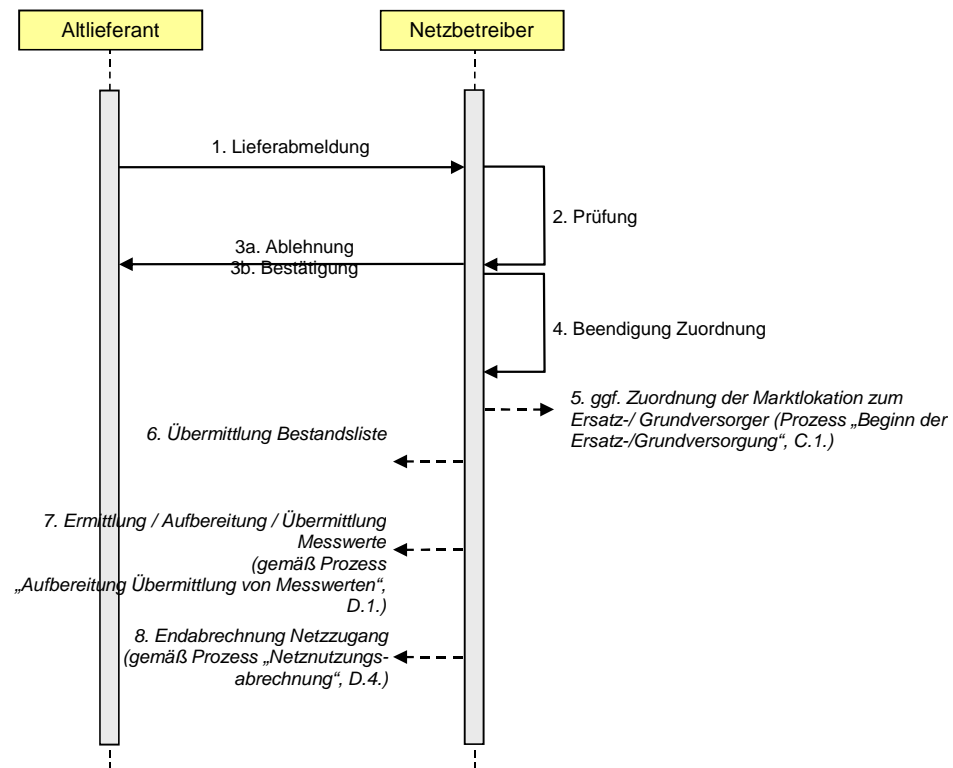 Altlieferant
Netzbetreiber
1. Lieferabmeldung
2. Prüfung
3a. Ablehnung
3b. Bestätigung
4. Beendigung Zuordnung
5. ggf. Zuordnung der Marktlokation zum
Ersatz-/ Grundversorger (Prozess „Beginn der
Ersatz-/Grundversorgung“, C.1.)
6. Übermittlung Bestandsliste
7. Ermittlung / Aufbereitung / Übermittlung
Messwerte
(gemäß Prozess
„Aufbereitung Übermittlung von Messwerten“,
D.1.)
8. Endabrechnung Netzzugang
(gemäß Prozess „Netznutzungs-
abrechnung“, D.4.)